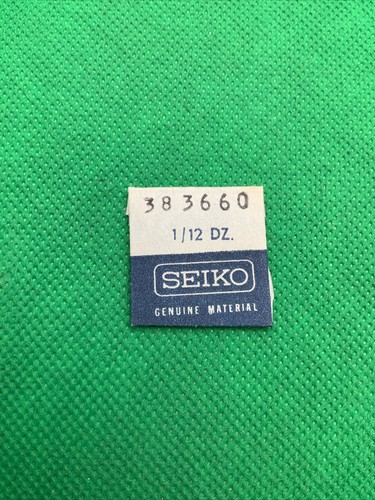 383660
1/12 DZ.
SEIKO
GENUINE MATERIAL